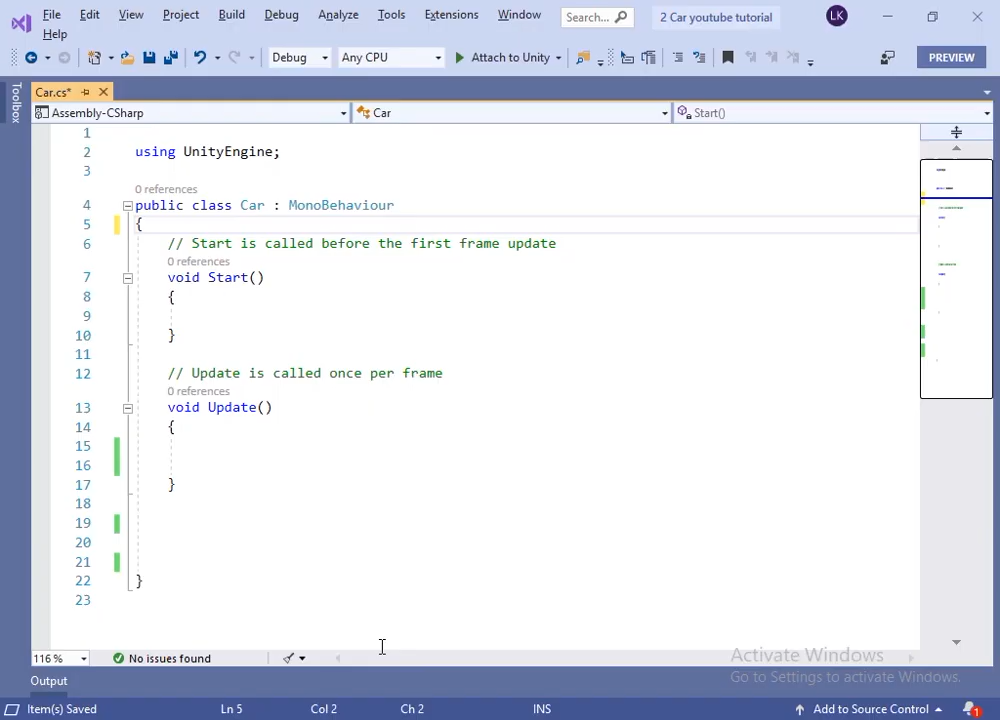 File Edit View Project Build Debug Analyze Tools Extensions Window Search... 2 Car youtube tutorial LK
Help
Debug Any CPU Attach to Unity PREVIEW
Toolbox
Car.cs*
Assembly-CSharp Car Start()
1
2 using UnityEngine;
3
0 references
4 public class Car : MonoBehaviour
5 {
6 // Start is called before the first frame update
0 references
7 void Start()
8 {
9
10 }
11
12 // Update is called once per frame
0 references
13 void Update()
14 {
15
16
17 }
18
19
20
21
22 }
23
116 % No issues found
Activate Windows
Go to Settings to activate Windows.
Output
Item(s) Saved Ln 5 Col 2 Ch 2 INS Add to Source Control 1